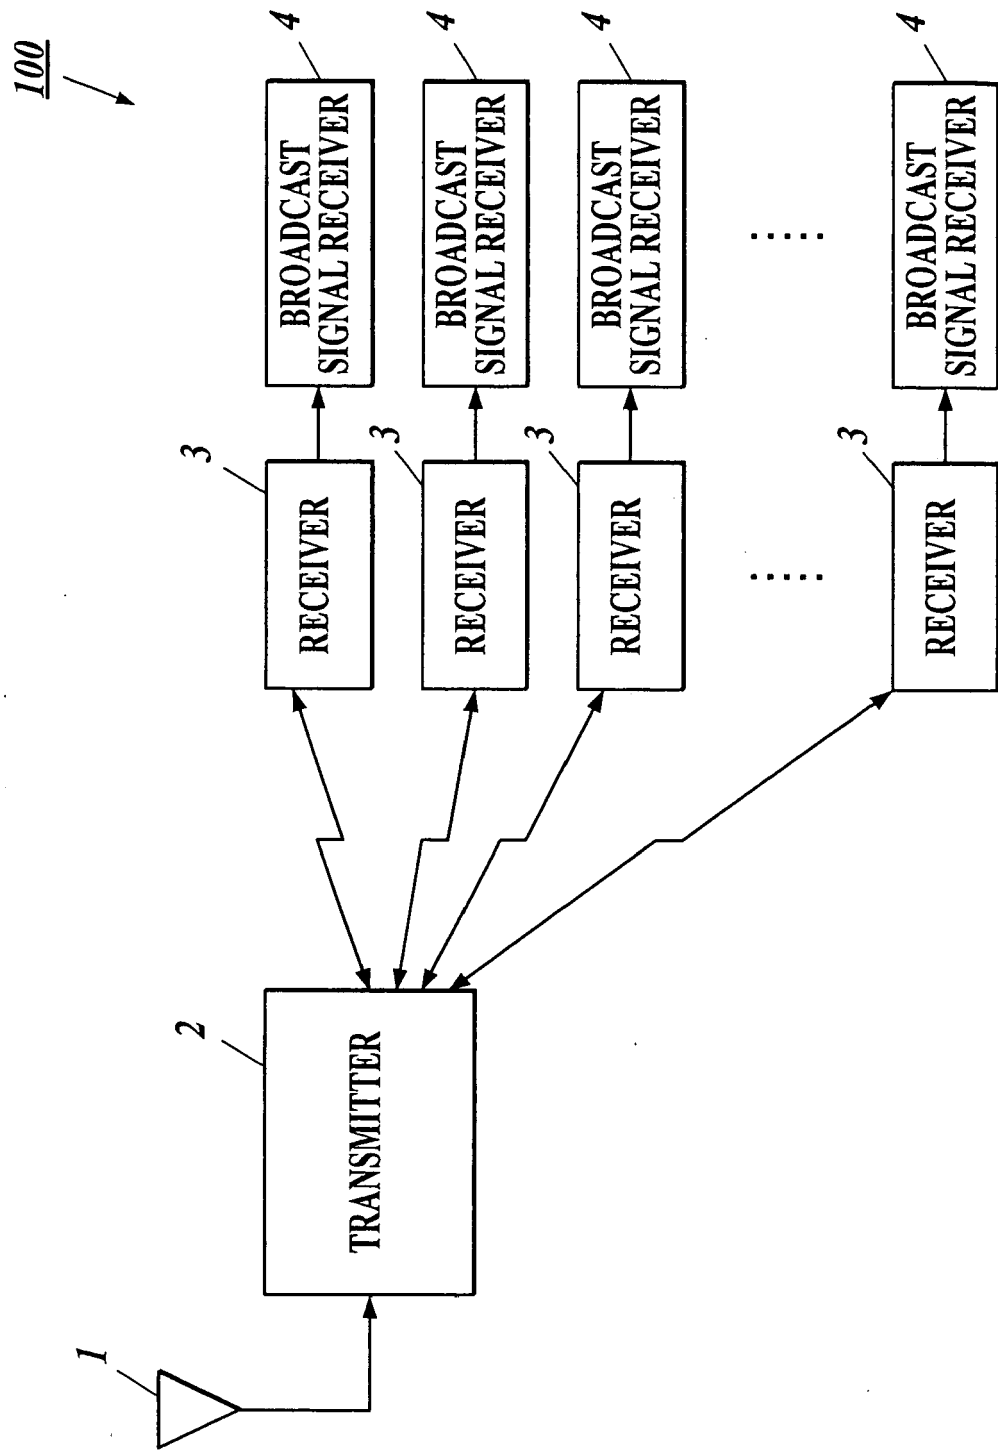 100
1
TRANSMITTER
2
RECEIVER
3
BROADCAST
SIGNAL RECEIVER
4
RECEIVER
3
BROADCAST
SIGNAL RECEIVER
4
RECEIVER
3
BROADCAST
SIGNAL RECEIVER
4
.....
.....
RECEIVER
3
BROADCAST
SIGNAL RECEIVER
4